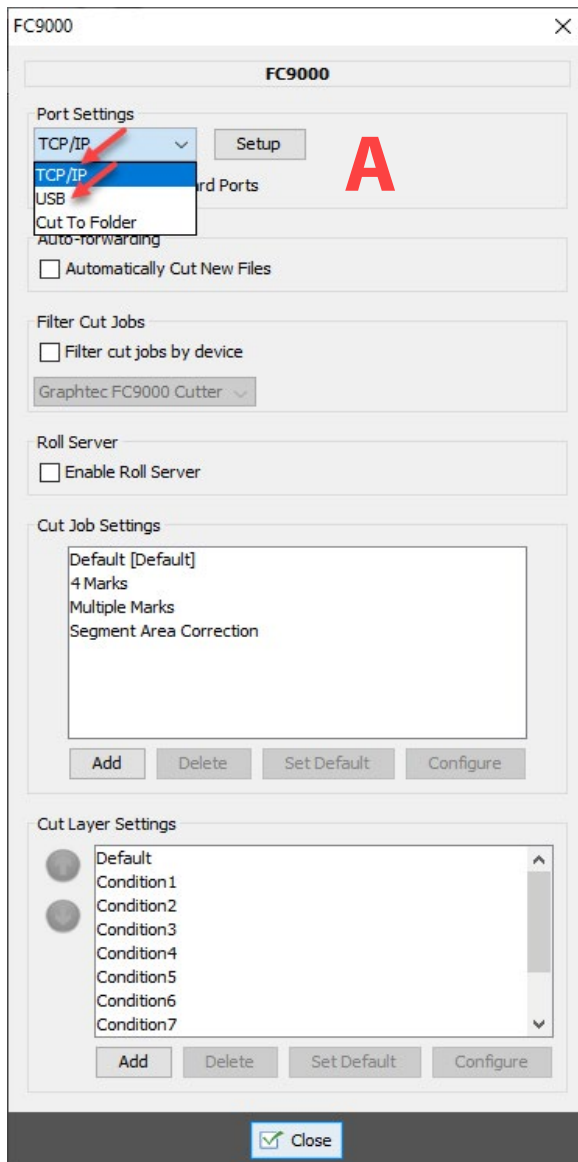 FC9000
FC9000
Port Settings
TCP/IP Setup
A
TCP/IP
USB
Cut To Folder
Ports
Auto-forwarding
Automatically Cut New Files
Filter Cut Jobs
Filter cut jobs by device
Graphtec FC9000 Cutter
Roll Server
Enable Roll Server
Cut Job Settings
Default [Default]
4 Marks
Multiple Marks
Segment Area Correction
Add Delete Set Default Configure
Cut Layer Settings
Default
Condition1
Condition2
Condition3
Condition4
Condition5
Condition6
Condition7
Add Delete Set Default Configure
Close